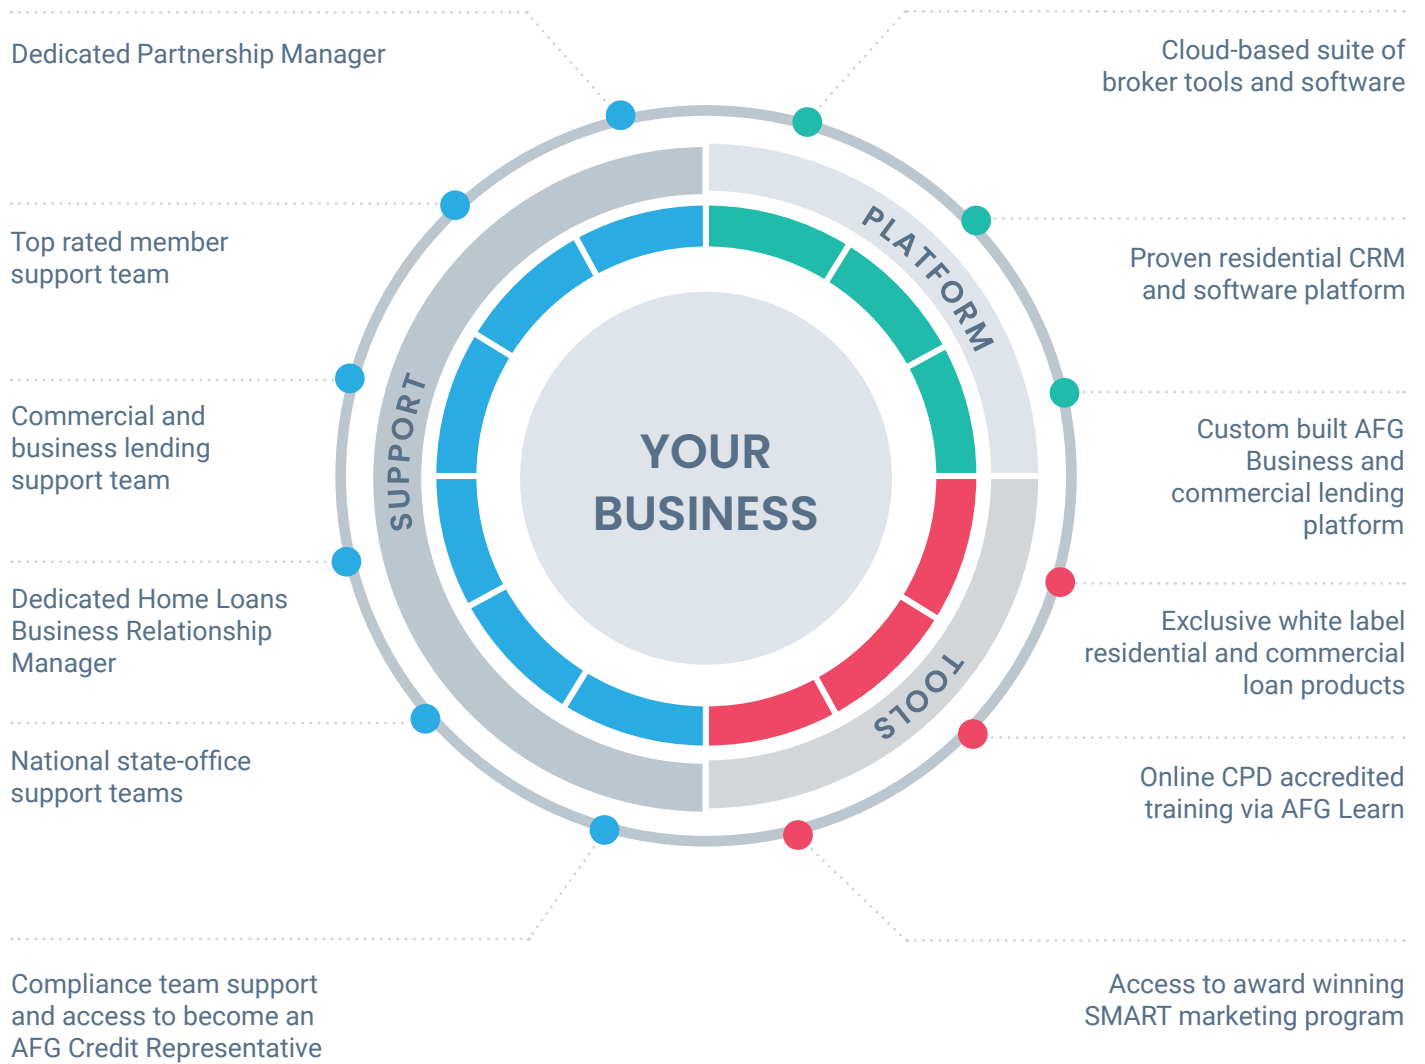 Dedicated Partnership Manager
Top rated member
support team
Commercial and
business lending
support team
Dedicated Home Loans
Business Relationship
Manager
National state-office
support teams
Compliance team support
and access to become an
AFG Credit Representative
SUPPORT
YOUR
BUSINESS
PLATFORM
TOOLS
Cloud-based suite of
broker tools and software
Proven residential CRM
and software platform
Custom built AFG
Business and
commercial lending
platform
Exclusive white label
residential and commercial
loan products
Online CPD accredited
training via AFG Learn
Access to award winning
SMART marketing program